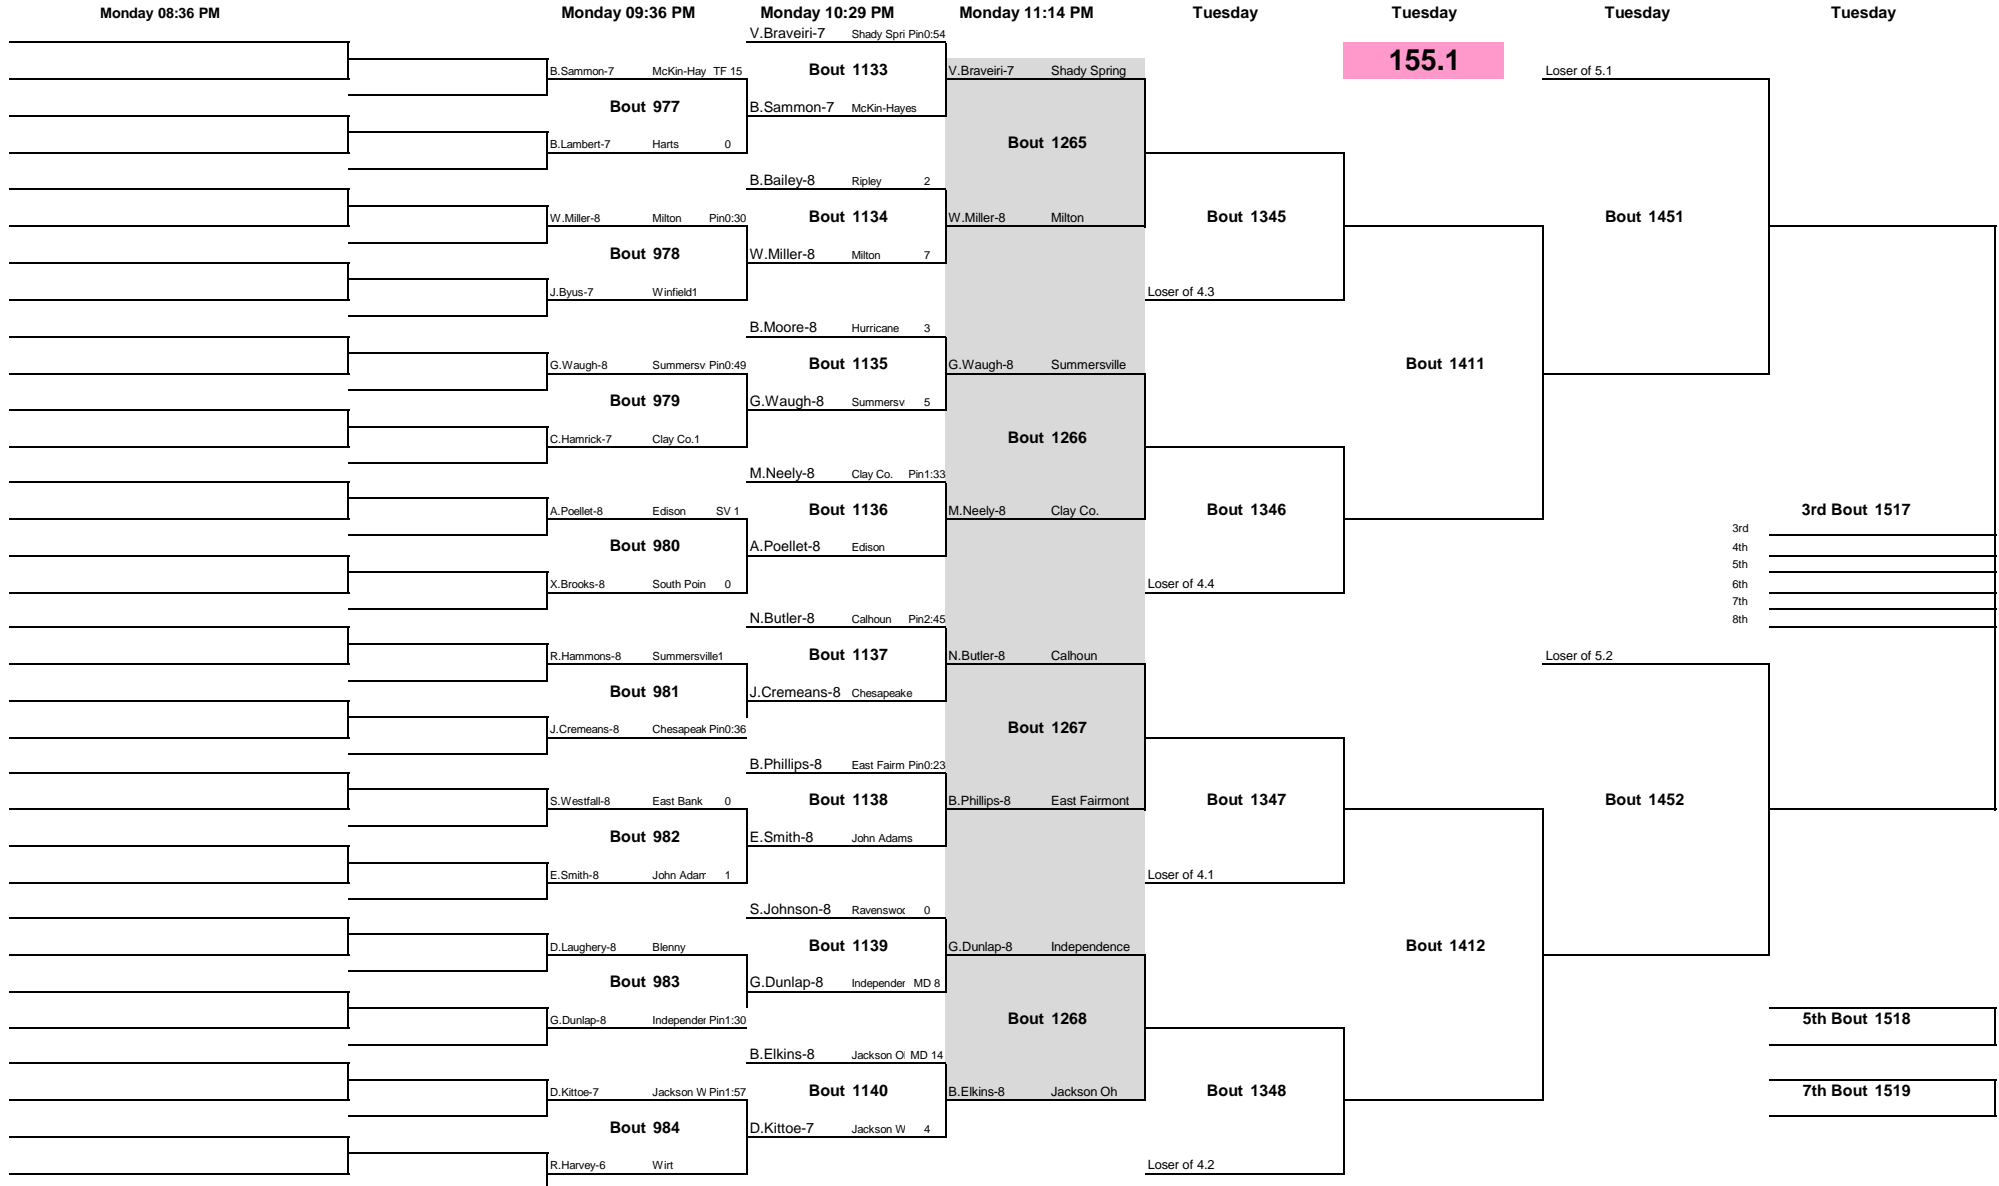 Monday 08:36 PM Monday 09:36 PM Monday 10:29 PM Monday 11:14 PM Tuesday Tuesday Tuesday Tuesday
V.Braveiri-7 Shady Spri Pin0:54
155.1
B.Sammon-7 McKin-Hay TF 15 Bout 1133 V.Braveiri-7 Shady Spring Loser of 5.1
Bout 977 B.Sammon-7 McKin-Hayes
B.Lambert-7 Harts 0 Bout 1265
B.Bailey-8 Ripley 2
W.Miller-8 Milton Pin0:30 Bout 1134 W.Miller-8 Milton Bout 1345 Bout 1451
Bout 978 W.Miller-8 Milton 7
J.Byus-7 Winfield1 Loser of 4.3
B.Moore-8 Hurricane 3
G.Waugh-8 Summersv Pin0:49 Bout 1135 G.Waugh-8 Summersville Bout 1411
Bout 979 G.Waugh-8 Summersv 5
C.Hamrick-7 Clay Co.1 Bout 1266
M.Neely-8 Clay Co. Pin1:33
A.Poellet-8 Edison SV 1 Bout 1136 M.Neely-8 Clay Co. Bout 1346 3rd Bout 1517
3rd
Bout 980 A.Poellet-8 Edison 4th
5th
X.Brooks-8 South Poin 0 Loser of 4.4 6th
7th
N.Butler-8 Calhoun Pin2:45 8th
R.Hammons-8 Summersville1 Bout 1137 N.Butler-8 Calhoun Loser of 5.2
Bout 981 J.Cremeans-8 Chesapeake
J.Cremeans-8 Chesapeak Pin0:36 Bout 1267
B.Phillips-8 East Fairm Pin0:23
S.Westfall-8 East Bank 0 Bout 1138 B.Phillips-8 East Fairmont Bout 1347 Bout 1452
Bout 982 E.Smith-8 John Adams
E.Smith-8 John Adam 1 Loser of 4.1
S.Johnson-8 Ravenswoo 0
D.Laughery-8 Blenny Bout 1139 G.Dunlap-8 Independence Bout 1412
Bout 983 G.Dunlap-8 Independen MD 8
G.Dunlap-8 Independen Pin1:30 Bout 1268 5th Bout 1518
B.Elkins-8 Jackson O MD 14
D.Kittoe-7 Jackson W Pin1:57 Bout 1140 B.Elkins-8 Jackson Oh Bout 1348 7th Bout 1519
Bout 984 D.Kittoe-7 Jackson W 4
R.Harvey-6 Wirt Loser of 4.2